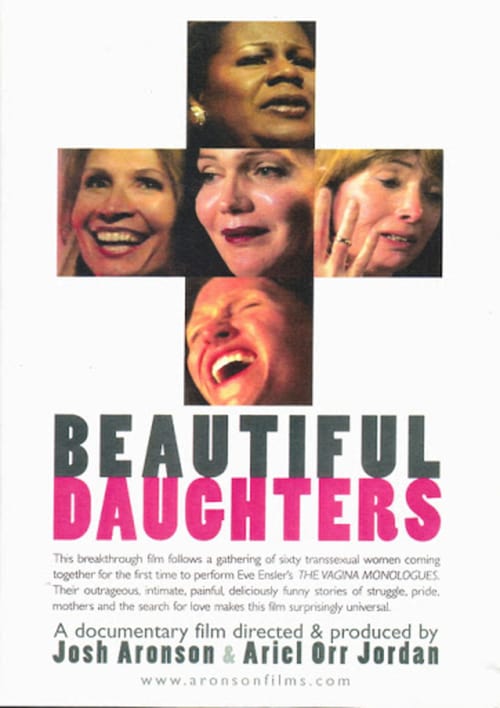 BEAUTIFUL
DAUGHTERS
This breakthrough film follows a gathering of sixty transsexual women coming
together for the first time to perform Eve Ensler's THE VAGINA MONOLOGUES.
Their outrageous, intimate, painful, deliciously funny stories of struggle, pride,
mothers and the search for love makes this film surprisingly universal.
A documentary film directed & produced by
Josh Aronson & Ariel Orr Jordan
www.aronsonfilms.com